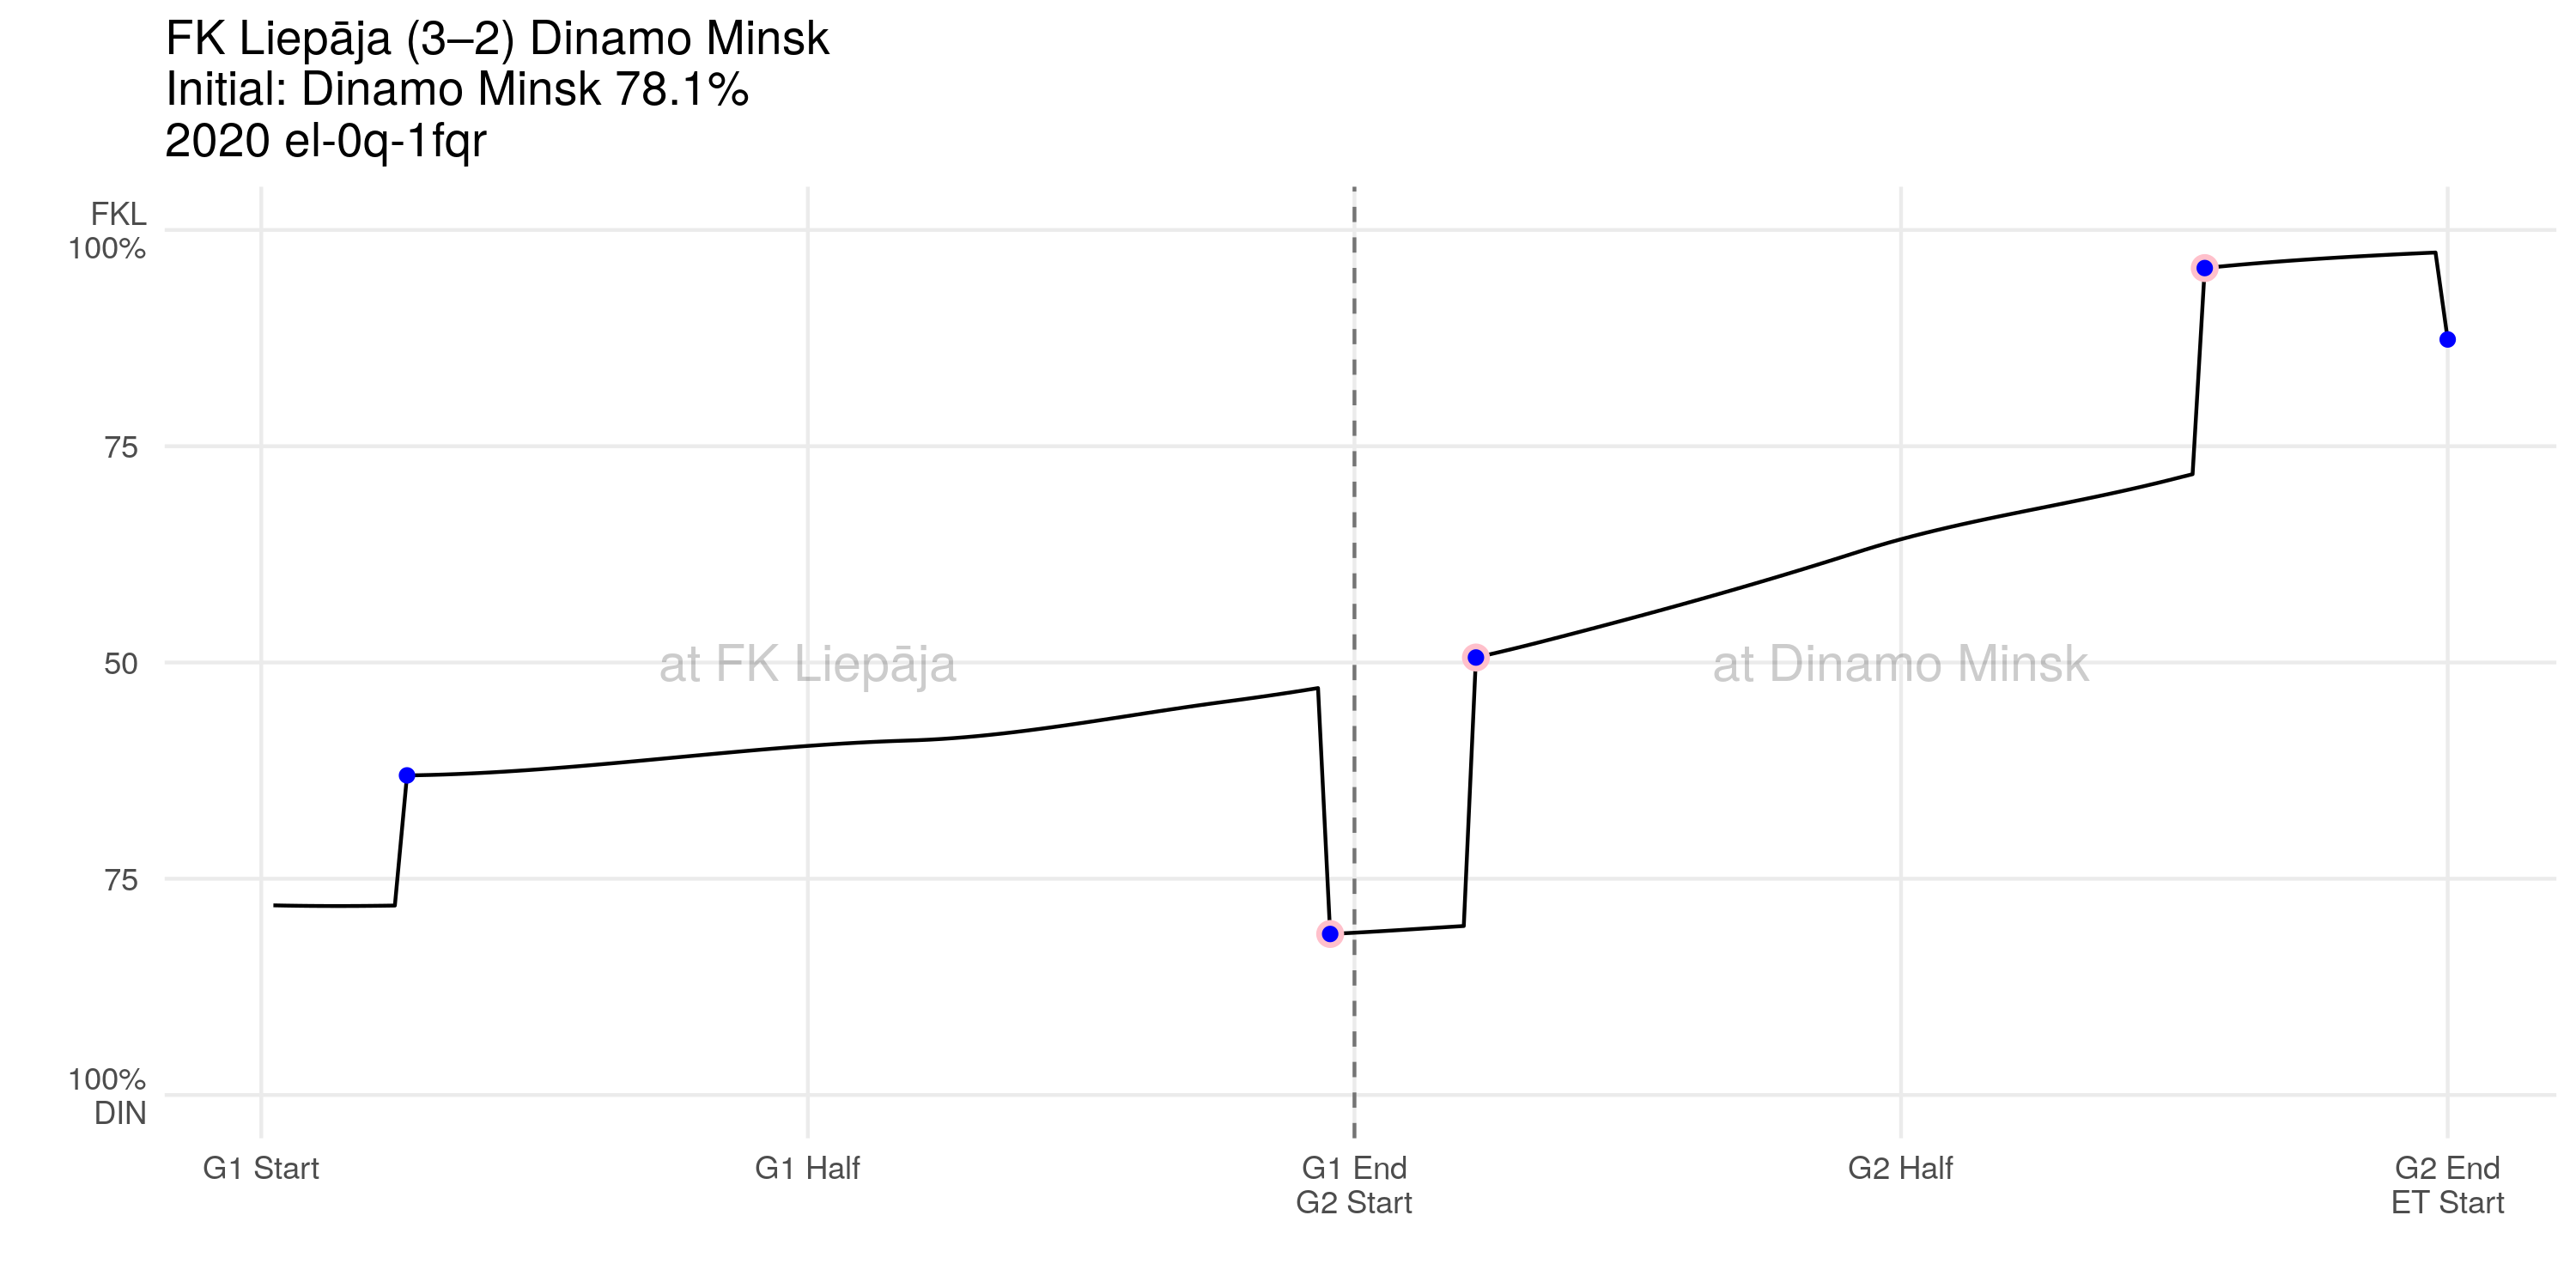 FK Liepāja (3–2) Dinamo Minsk
Initial: Dinamo Minsk 78.1%
2020 el-0q-1fqr
FKL
100%
75
50
75
100%
DIN
at FK Liepāja
at Dinamo Minsk
G1 Start
G1 Half
G1 End
G2 Start
G2 Half
G2 End
ET Start